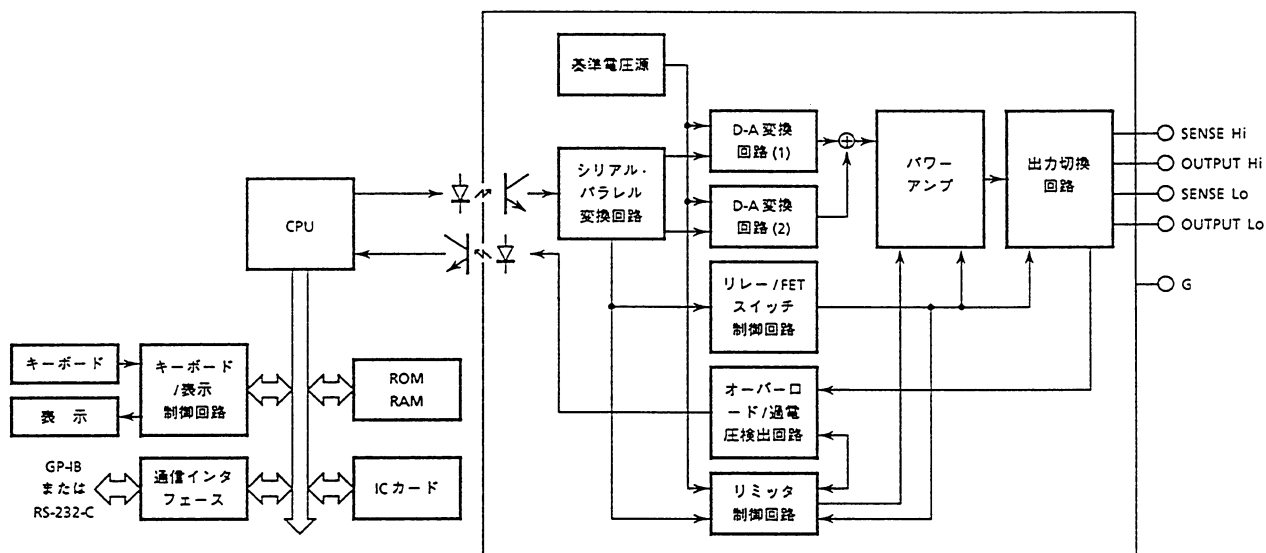 基準電圧源
D-A 変換
回路 (1)
パワー
アンプ
出力切換
回路
SENSE Hi
OUTPUT Hi
SENSE Lo
OUTPUT Lo
G
シリアル・
パラレル
変換回路
D-A 変換
回路 (2)
CPU
リレー/FET
スイッチ
制御回路
キーボード
表 示
キーボード
/表示
制御回路
ROM
RAM
オーバーロ
ード/過電
圧検出回路
GP-IB
または
RS-232-C
通信インタ
フェース
ICカード
リミッタ
制御回路